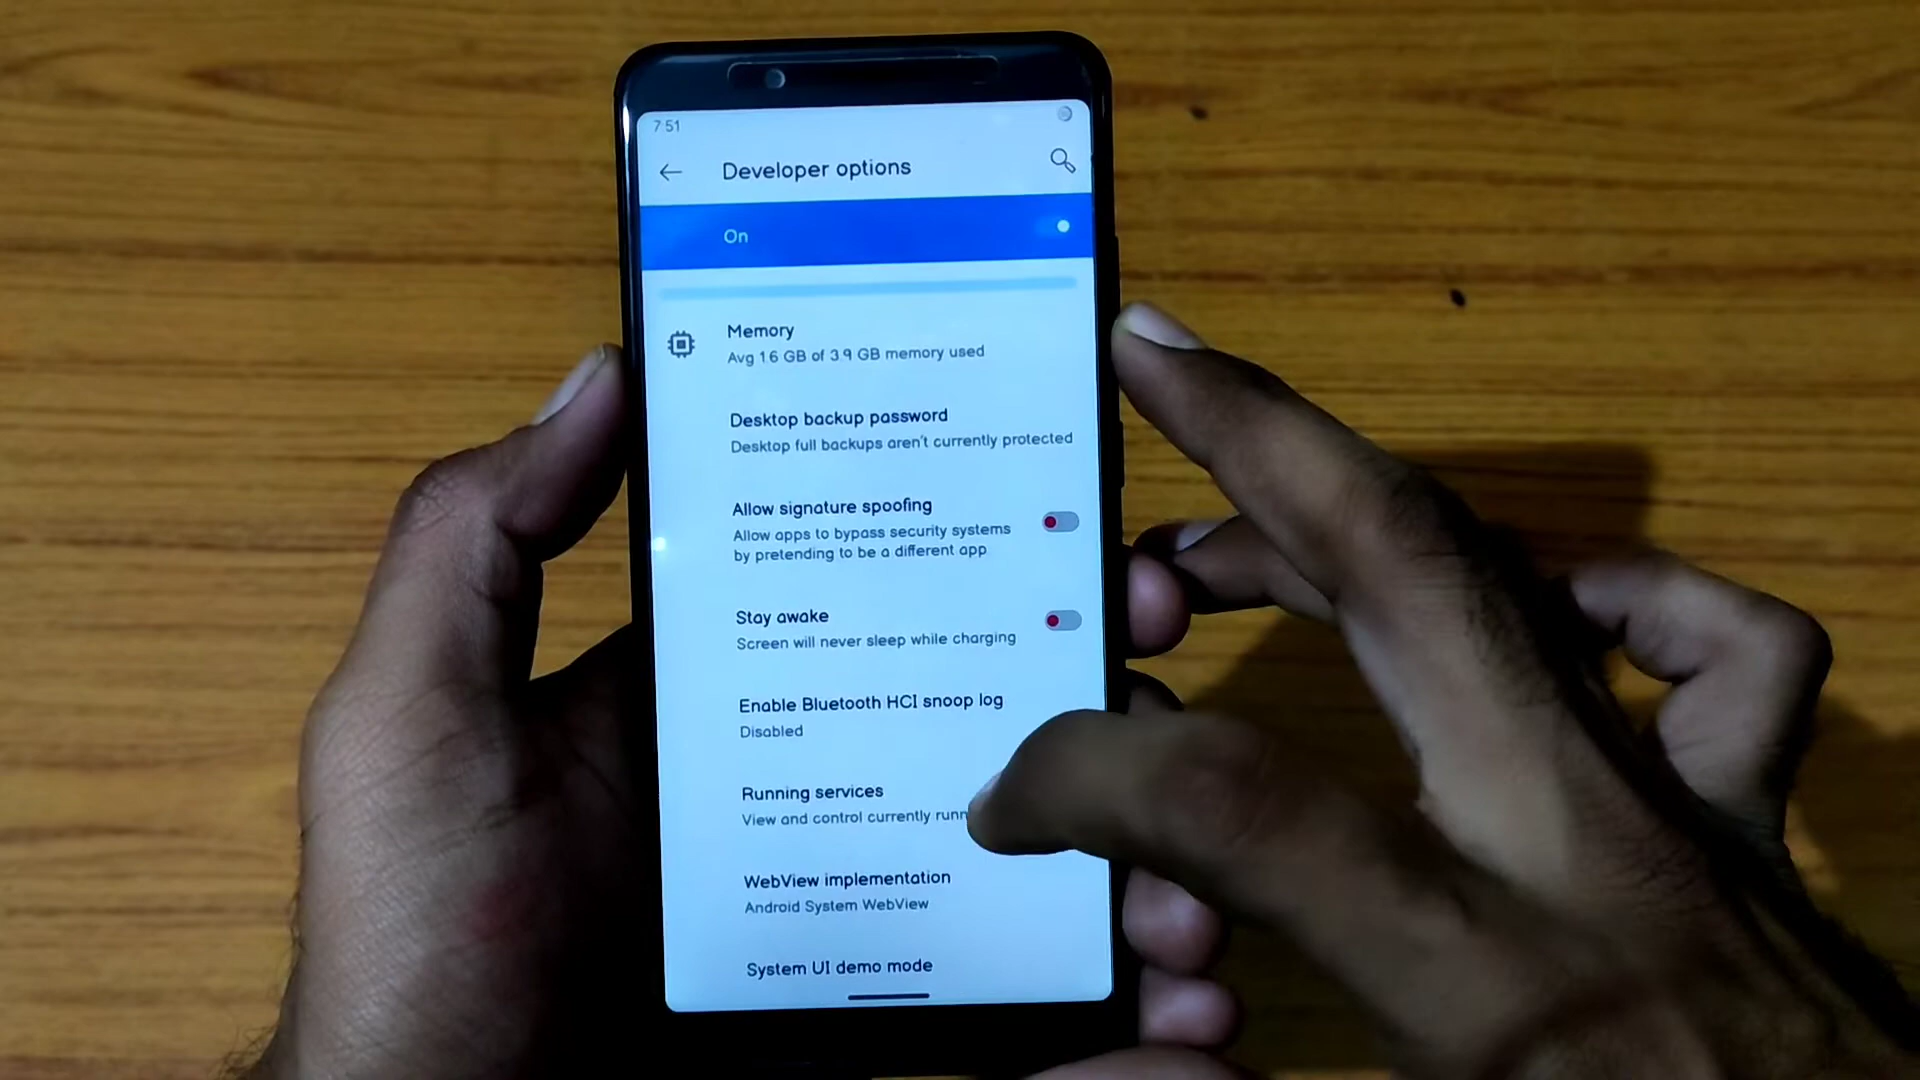 7:51
Developer options
On
Memory
Avg 1.6 GB of 3.9 GB memory used
Desktop backup password
Desktop full backups aren't currently protected
Allow signature spoofing
Allow apps to bypass security systems
by pretending to be a different app
Stay awake
Screen will never sleep while charging
Enable Bluetooth HCI snoop log
Disabled
Running services
View and control currently
WebView implementation
Android System WebView
System UI demo mode